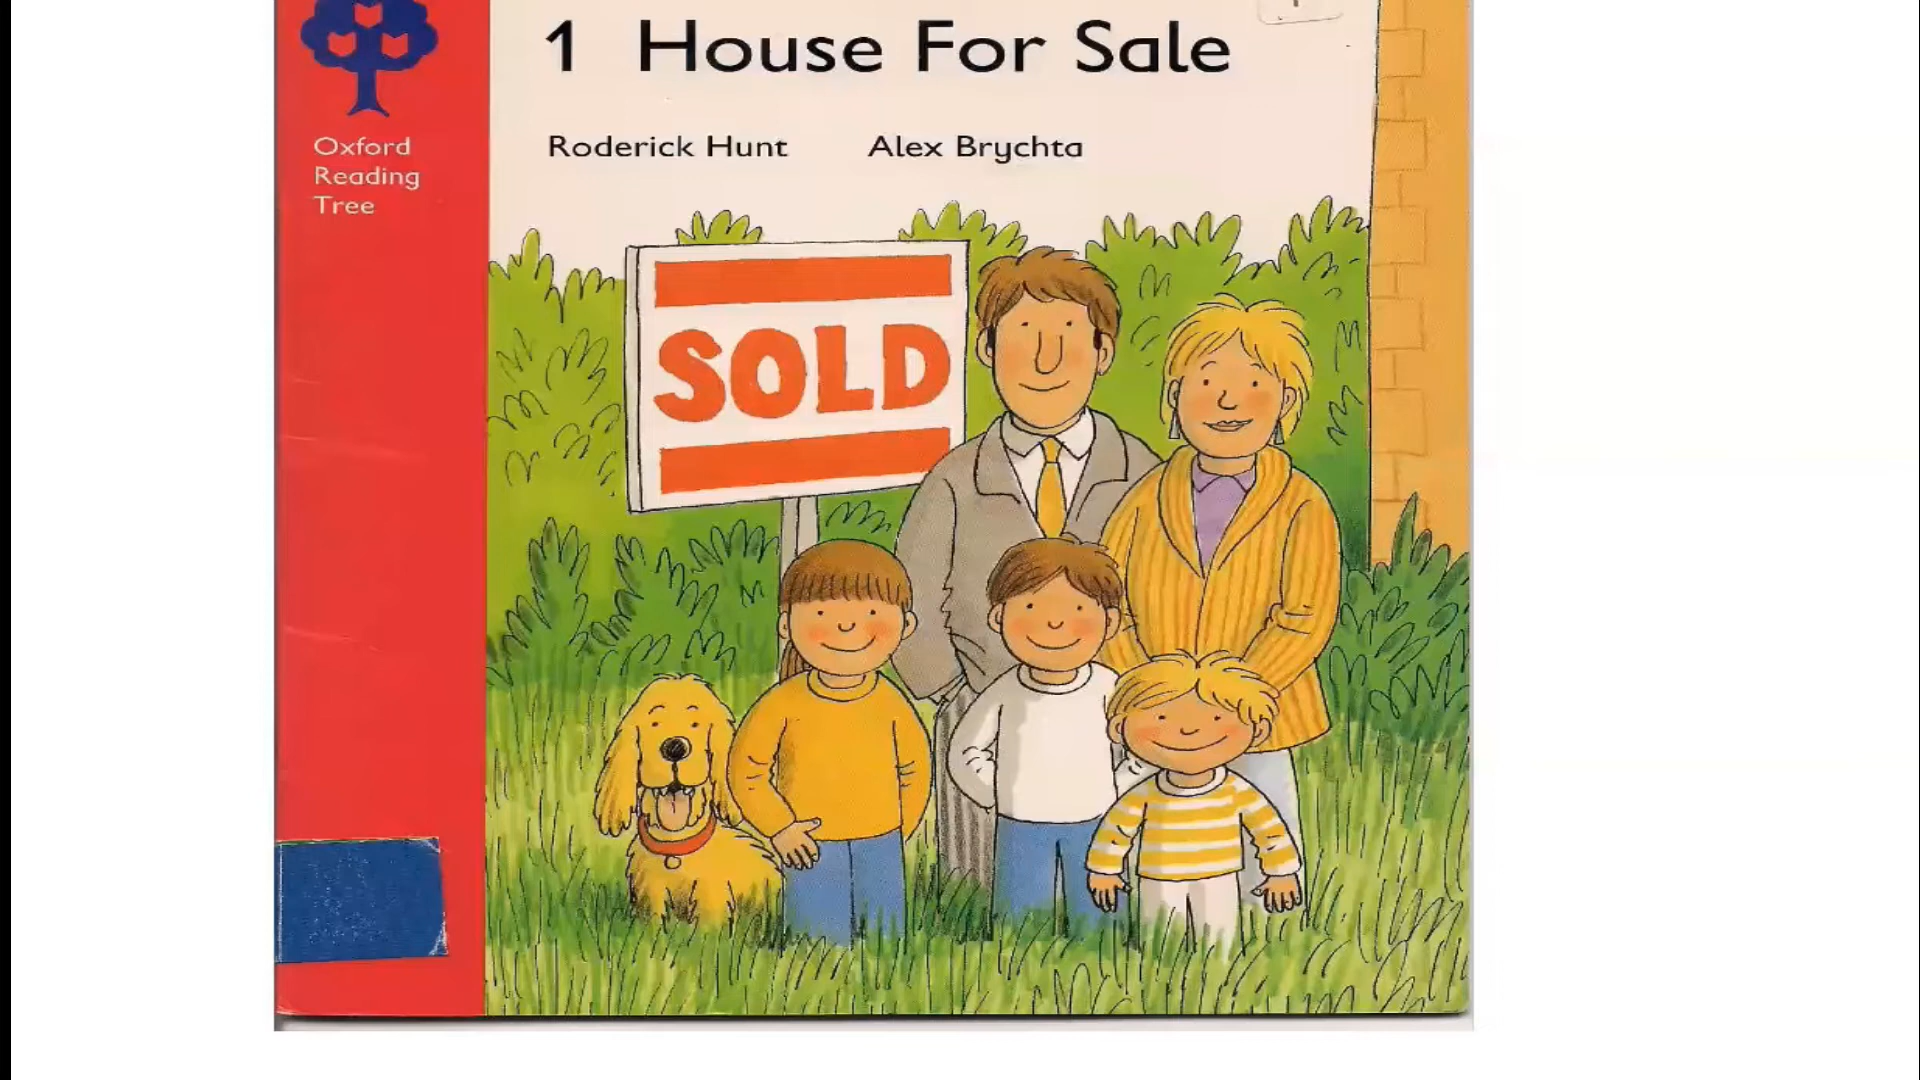 1 House For Sale
Roderick Hunt Alex Brychta
Oxford
Reading
Tree
SOLD